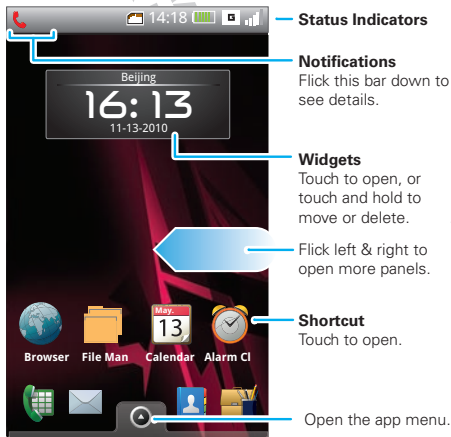 14:18
G
Status Indicators
Notifications
Flick this bar down to
see details.
Beijing
16:13
11-13-2010
Widgets
Touch to open, or
touch and hold to
move or delete.
Flick left & right to
open more panels.
May.
13
Browser
File Man
Calendar
Alarm Cl
Shortcut
Touch to open.
Open the app menu.